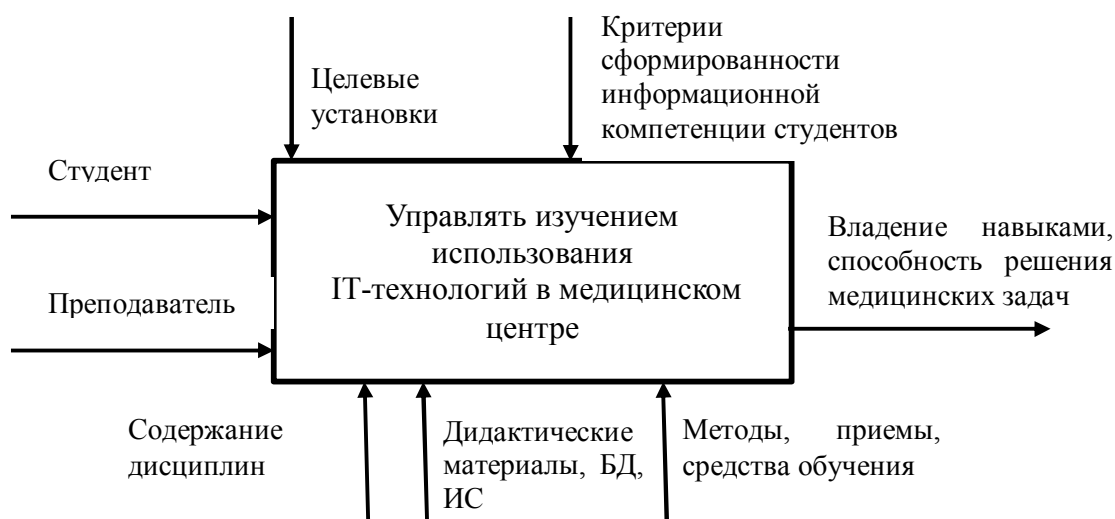 Целевые
установки
Критерии
сформированности
информационной
компетенции студентов
Студент
Преподаватель
Управлять изучением
использования
IT-технологий в медицинском
центре
Владение навыками,
способность решения
медицинских задач
Содержание
дисциплин
Дидактические
материалы, БД,
ИС
Методы, приемы,
средства обучения